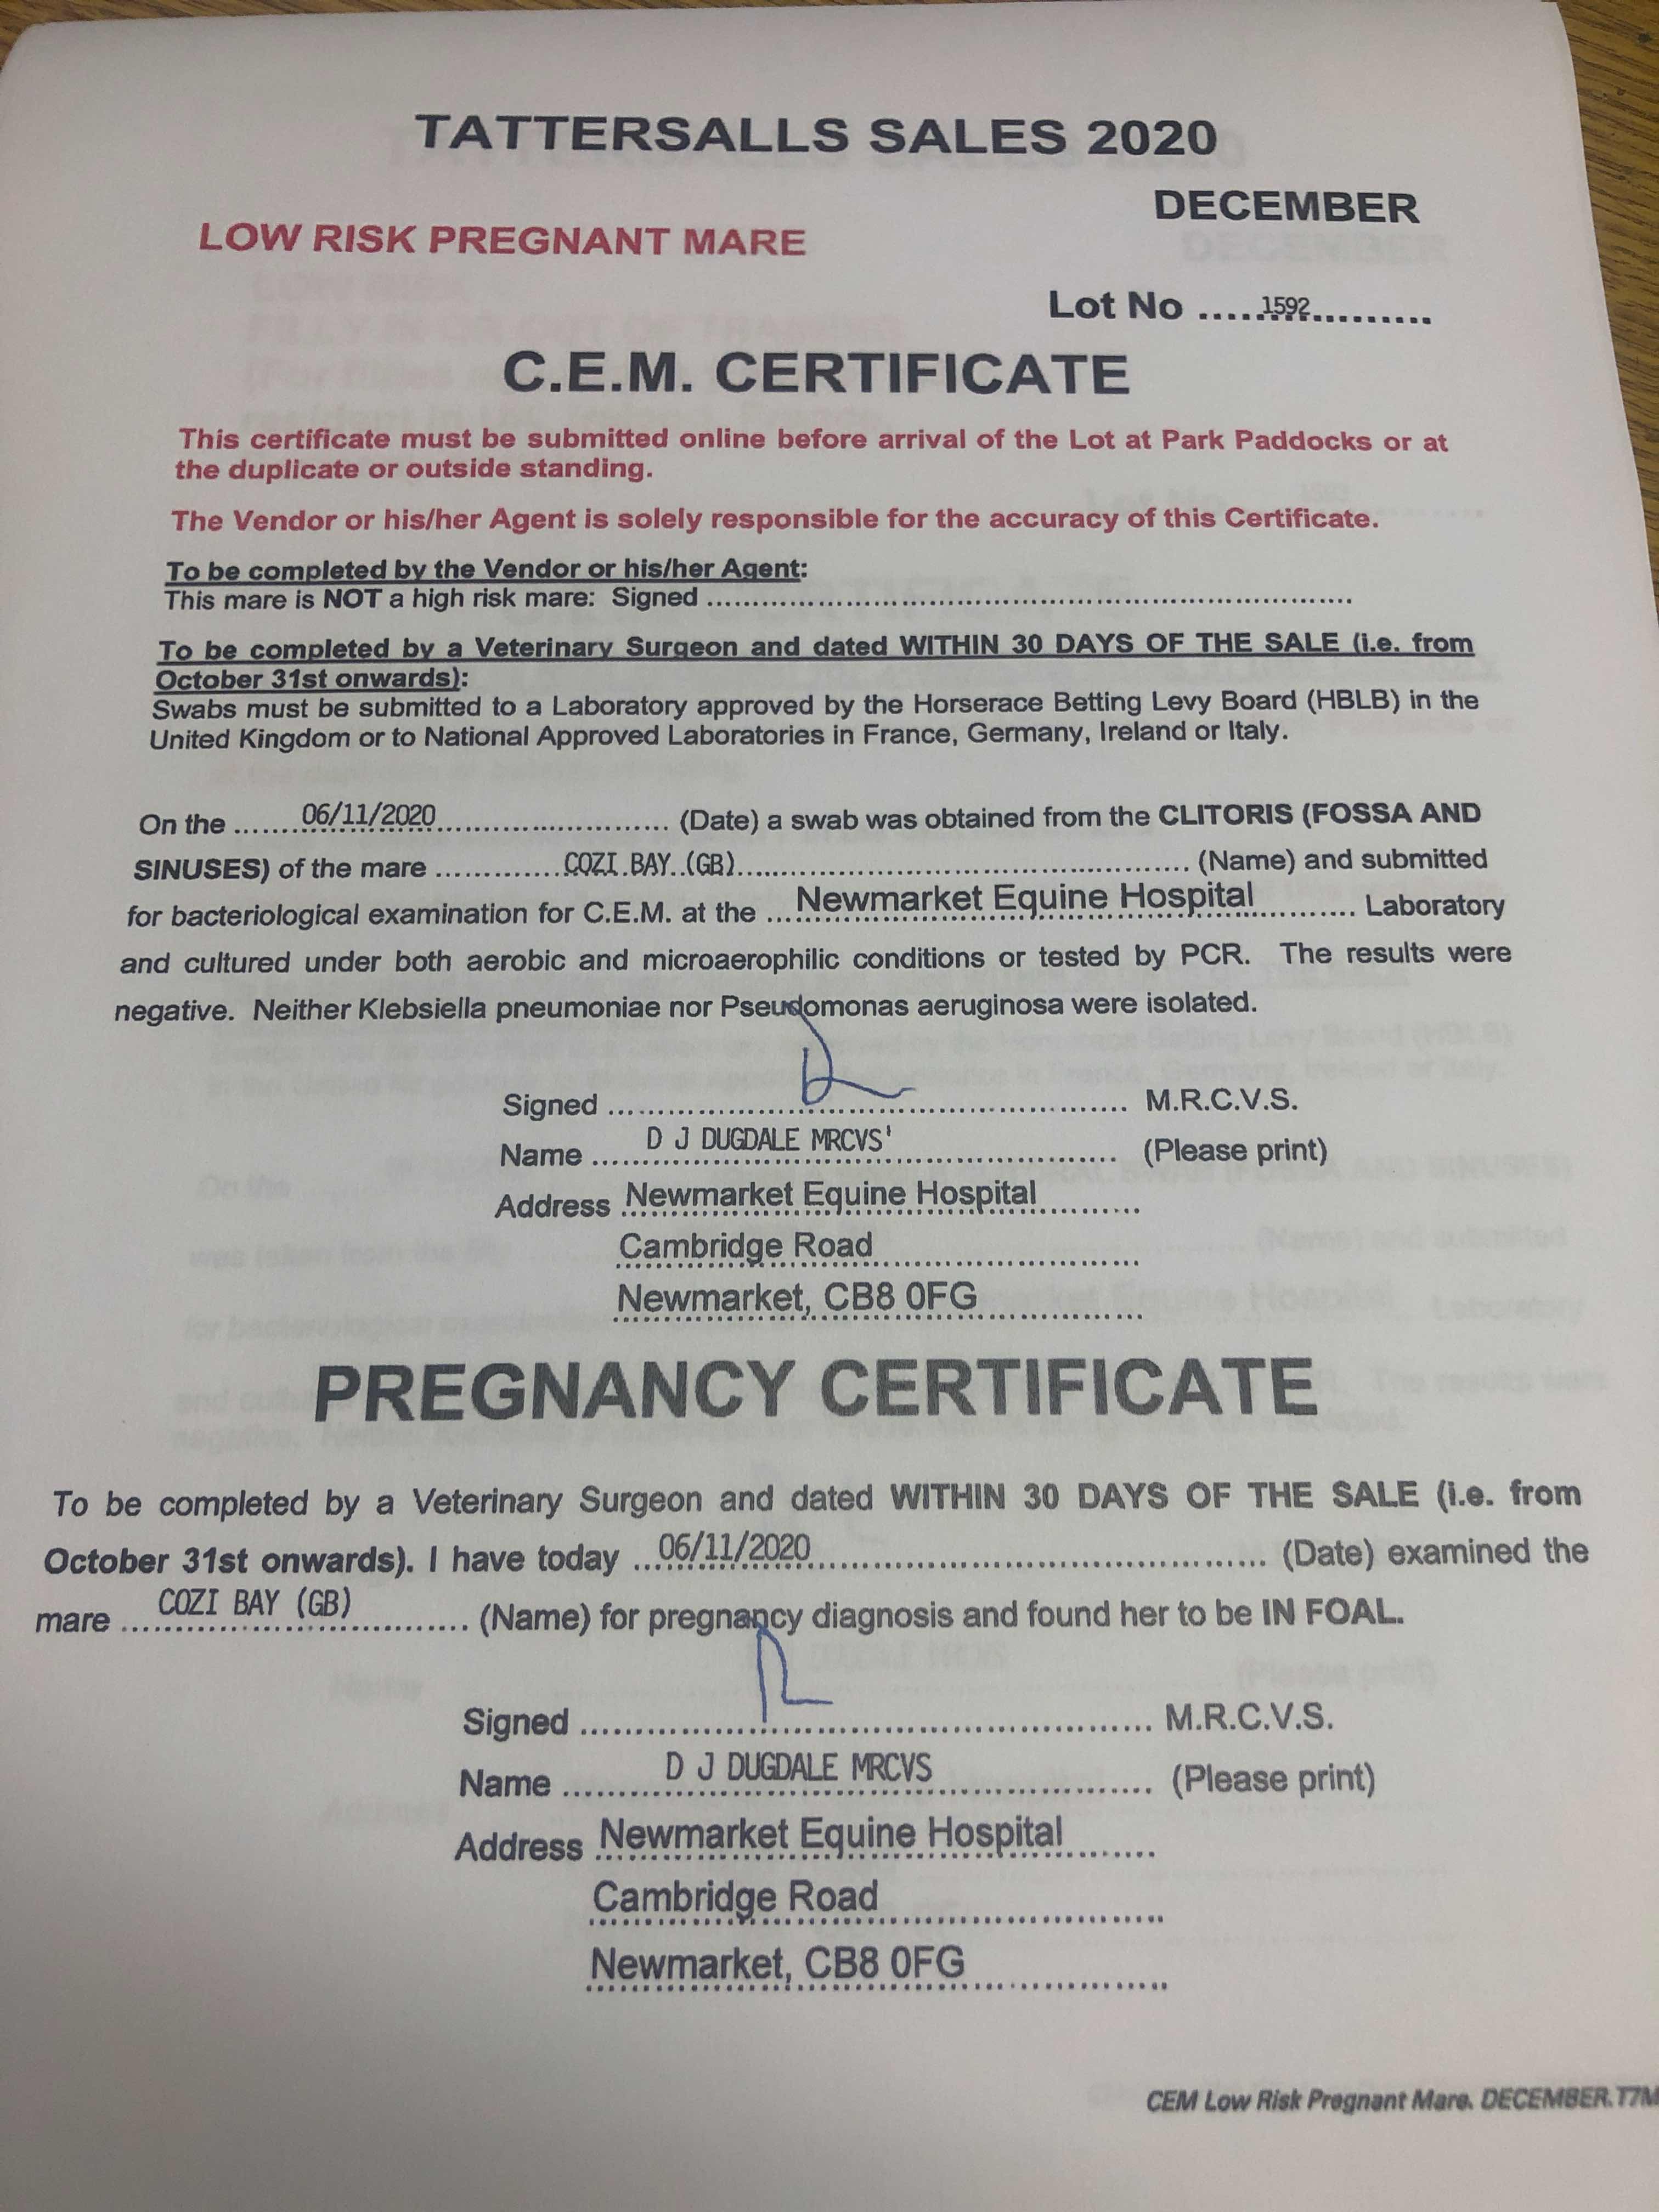 TATTERSALLS SALES 2020
DECEMBER
LOW RISK PREGNANT MARE
Lot No .....1592..........
C.E.M. CERTIFICATE
This certificate must be submitted online before arrival of the Lot at Park Paddocks or at
the duplicate or outside standing.
The Vendor or his/her Agent is solely responsible for the accuracy of this Certificate.
To be completed by the Vendor or his/her Agent:
This mare is NOT a high risk mare: Signed ..........................................................................
To be completed by a Veterinary Surgeon and dated WITHIN 30 DAYS OF THE SALE (i.e. from
October 31st onwards):
Swabs must be submitted to a Laboratory approved by the Horserace Betting Levy Board (HBLB) in the
United Kingdom or to National Approved Laboratories in France, Germany, Ireland or Italy.
On the .......06/11/2020............................ (Date) a swab was obtained from the CLITORIS (FOSSA AND
SINUSES) of the mare .............COZI BAY (GB)................................................... (Name) and submitted
for bacteriological examination for C.E.M. at the ....Newmarket Equine Hospital........... Laboratory
and cultured under both aerobic and microaerophilic conditions or tested by PCR. The results were
negative. Neither Klebsiella pneumoniae nor Pseudomonas aeruginosa were isolated.
Signed .............................................................. M.R.C.V.S.
Name ......D J DUGDALE MRCVS'........................ (Please print)
Address Newmarket Equine Hospital............
Cambridge Road
Newmarket, CB8 0FG
PREGNANCY CERTIFICATE
To be completed by a Veterinary Surgeon and dated WITHIN 30 DAYS OF THE SALE (i.e. from
October 31st onwards). I have today ...06/11/2020............................................. (Date) examined the
mare ....COZI BAY (GB)............ (Name) for pregnancy diagnosis and found her to be IN FOAL.
Signed .............................................................. M.R.C.V.S.
Name ..........D J DUGDALE MRCVS...................... (Please print)
Address Newmarket Equine Hospital...........
Cambridge Road
Newmarket, CB8 0FG
CEM Low Risk Pregnant Mare. DECEMBER.T7M